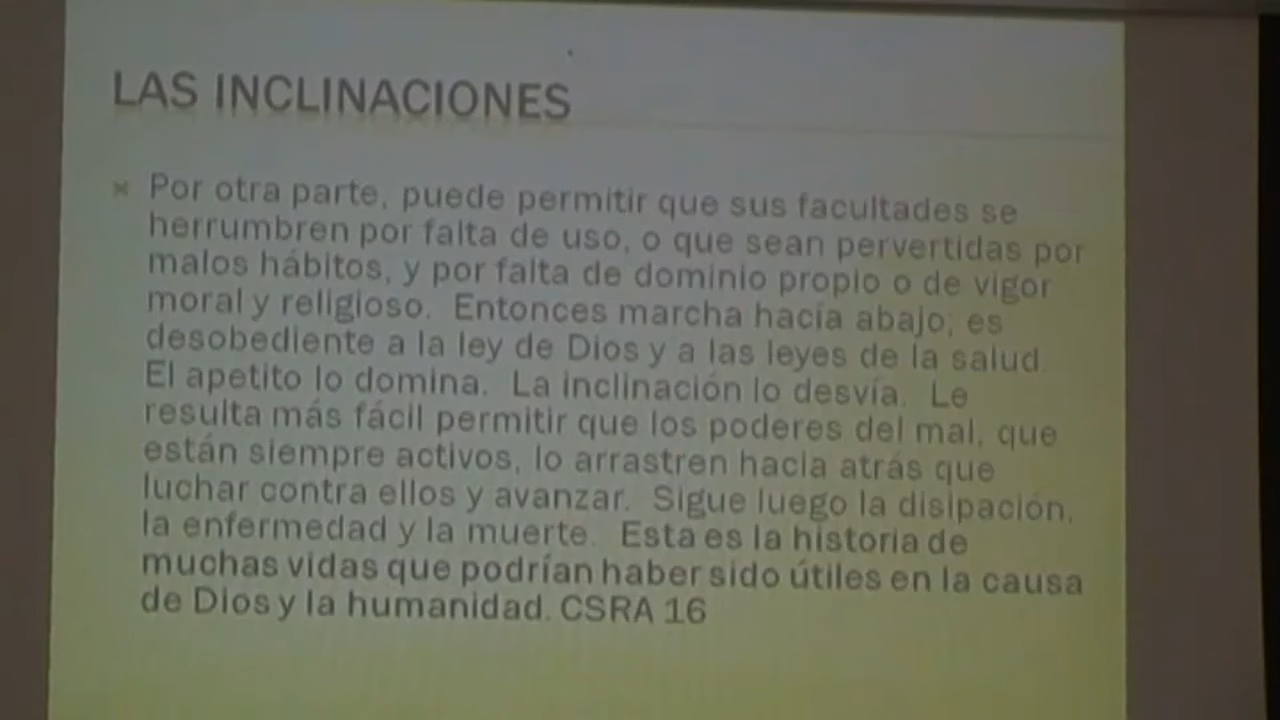 LAS INCLINACIONES
Por otra parte, puede permitir que sus facultades se
herrumbren por falta de uso, o que sean pervertidas por
malos hábitos, y por falta de dominio propio o de vigor
moral y religioso. Entonces marcha hacia abajo; es
desobediente a la ley de Dios y a las leyes de la salud.
El apetito lo domina. La inclinación lo desvía. Le
resulta más fácil permitir que los poderes del mal, que
están siempre activos, lo arrastren hacia atrás que
luchar contra ellos y avanzar. Sigue luego la disipación,
la enfermedad y la muerte. Esta es la historia de
muchas vidas que podrían haber sido útiles en la causa
de Dios y la humanidad. CSRA 16